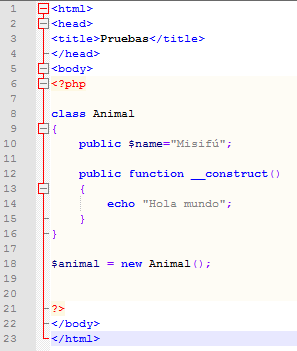 1 <html>
2 <head>
3 <title>Pruebas</title>
4 </head>
5 <body>
6 <?php
7
8 class Animal
9 {
10 public $name="Misifú";
11
12 public function __construct()
13 {
14 echo "Hola mundo";
15 }
16 }
17
18 $animal = new Animal();
19
20
21 ?>
22 </body>
23 </html>